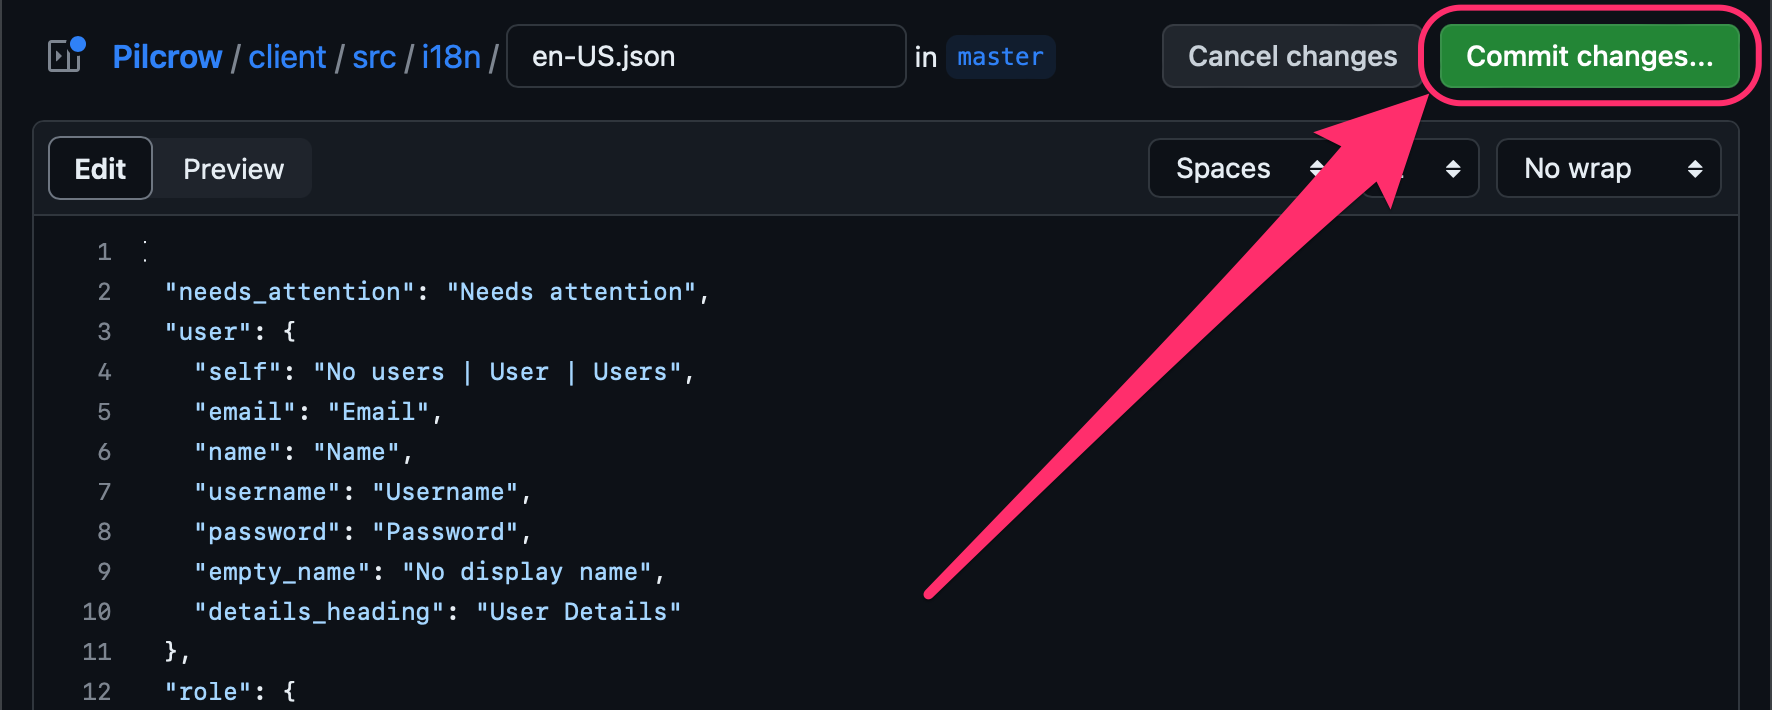 Pilcrow / client / src / i18n / en-US.json in master Cancel changes Commit changes...
Edit Preview Spaces No wrap
1
2 "needs_attention": "Needs attention",
3 "user": {
4 "self": "No users | User | Users",
5 "email": "Email",
6 "name": "Name",
7 "username": "Username",
8 "password": "Password",
9 "empty_name": "No display name",
10 "details_heading": "User Details"
11 },
12 "role": {